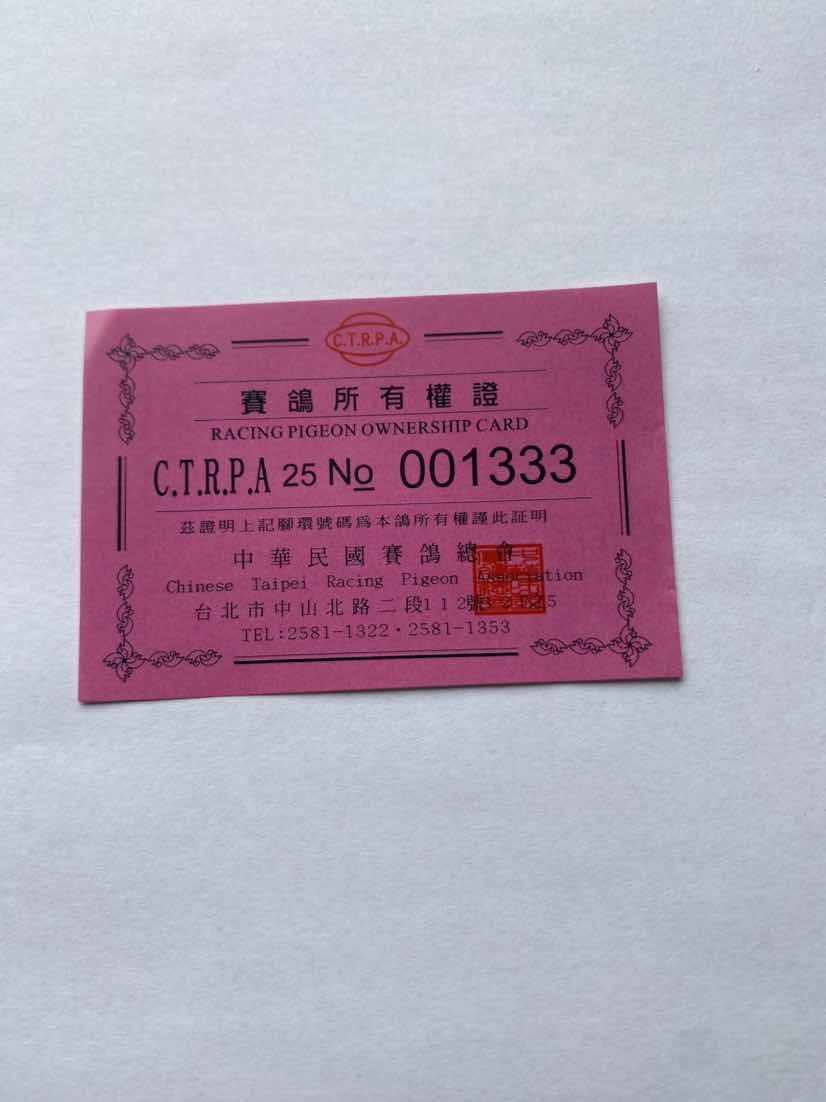 C.T.R.P.A.
賽鴿所有權證
RACING PIGEON OWNERSHIP CARD
C.T.R.P.A 25 No 001333
茲證明上記腳環號碼爲本鴿所有權謹此証明
中華民國賽鴿總會
Chinese Taipei Racing Pigeon Association
台北市中山北路二段112號
TEL:2581-1322·2581-1353